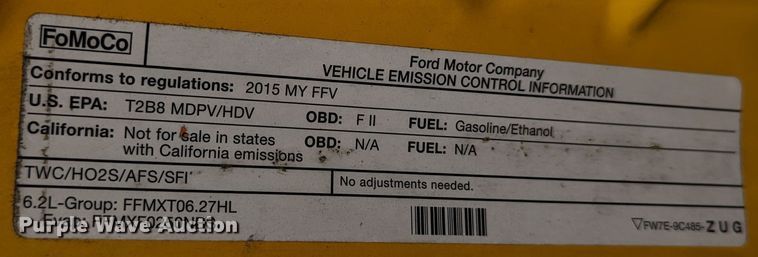 FoMoCo
Ford Motor Company
VEHICLE EMISSION CONTROL INFORMATION
Conforms to regulations: 2015 MY FFV
U.S. EPA: T2B8 MDPV/HDV OBD: F II FUEL: Gasoline/Ethanol
California: Not for sale in states with California emissions OBD: N/A FUEL: N/A
TWC/HO2S/AFS/SFI
No adjustments needed.
6.2L-Group: FFMXT06.27HL
Evap:
Purple Wave Auction
▽FW7E-9C485- ZUG